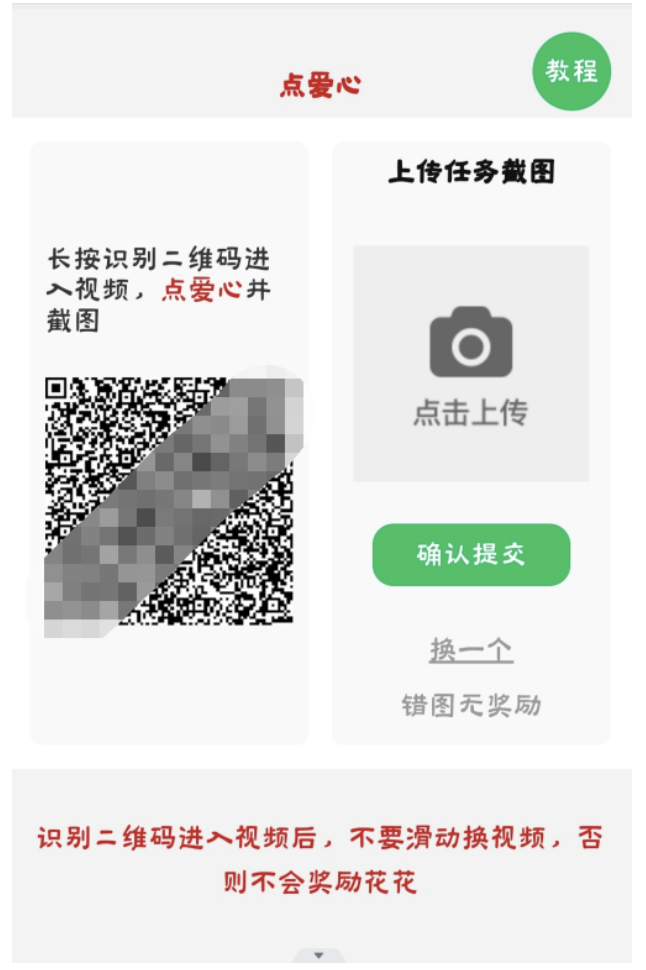 点爱心
教程
长按识别二维码进
入视频，点爱心并
截图
上传任务截图
点击上传
确认提交
换一个
错图无奖励
识别二维码进入视频后，不要滑动换视频，否
则不会奖励花花